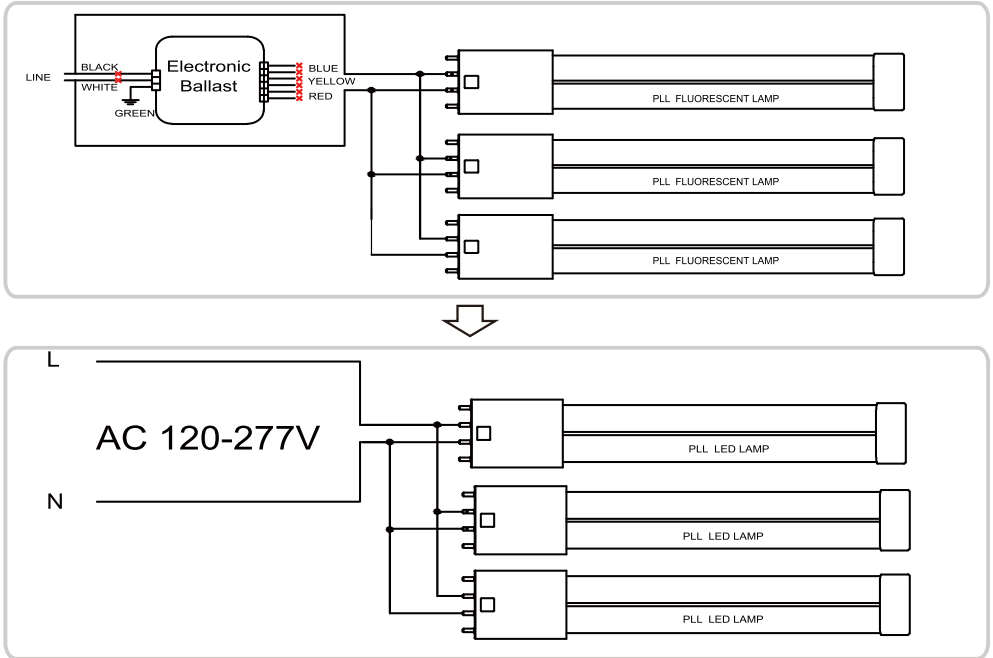 LINE
BLACK
WHITE
GREEN
Electronic
Ballast
BLUE
YELLOW
RED
PLL FLUORESCENT LAMP
PLL FLUORESCENT LAMP
PLL FLUORESCENT LAMP
L
AC 120-277V
N
PLL LED LAMP
PLL LED LAMP
PLL LED LAMP